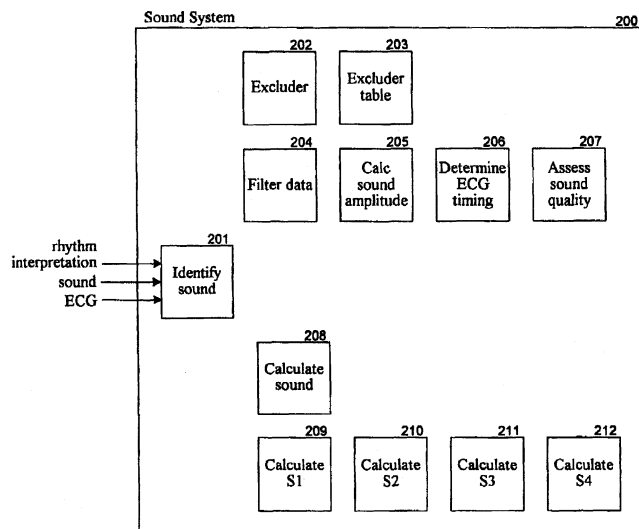 Sound System
200
202
Excluder
203
Excluder
table
204
Filter data
205
Calc
sound
amplitude
206
Determine
ECG
timing
207
Assess
sound
quality
rhythm
interpretation
sound
ECG
201
Identify
sound
208
Calculate
sound
209
Calculate
S1
210
Calculate
S2
211
Calculate
S3
212
Calculate
S4